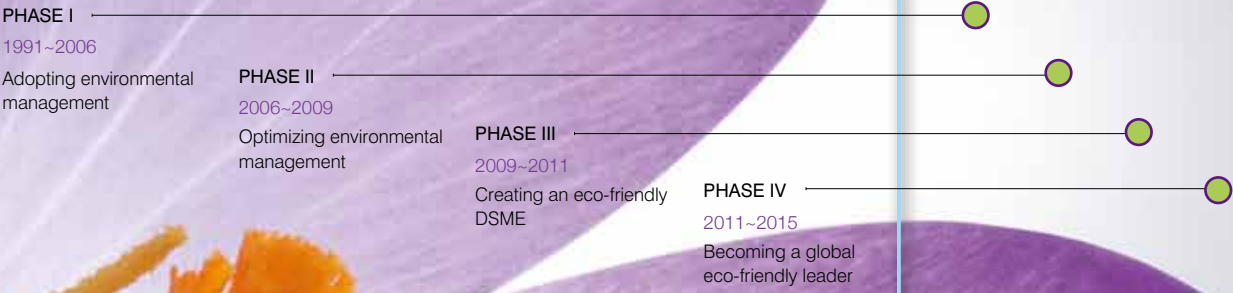 PHASE I
1991~2006
Adopting environmental
management
PHASE II
2006~2009
Optimizing environmental
management
PHASE III
2009~2011
Creating an eco-friendly
DSME
PHASE IV
2011~2015
Becoming a global
eco-friendly leader